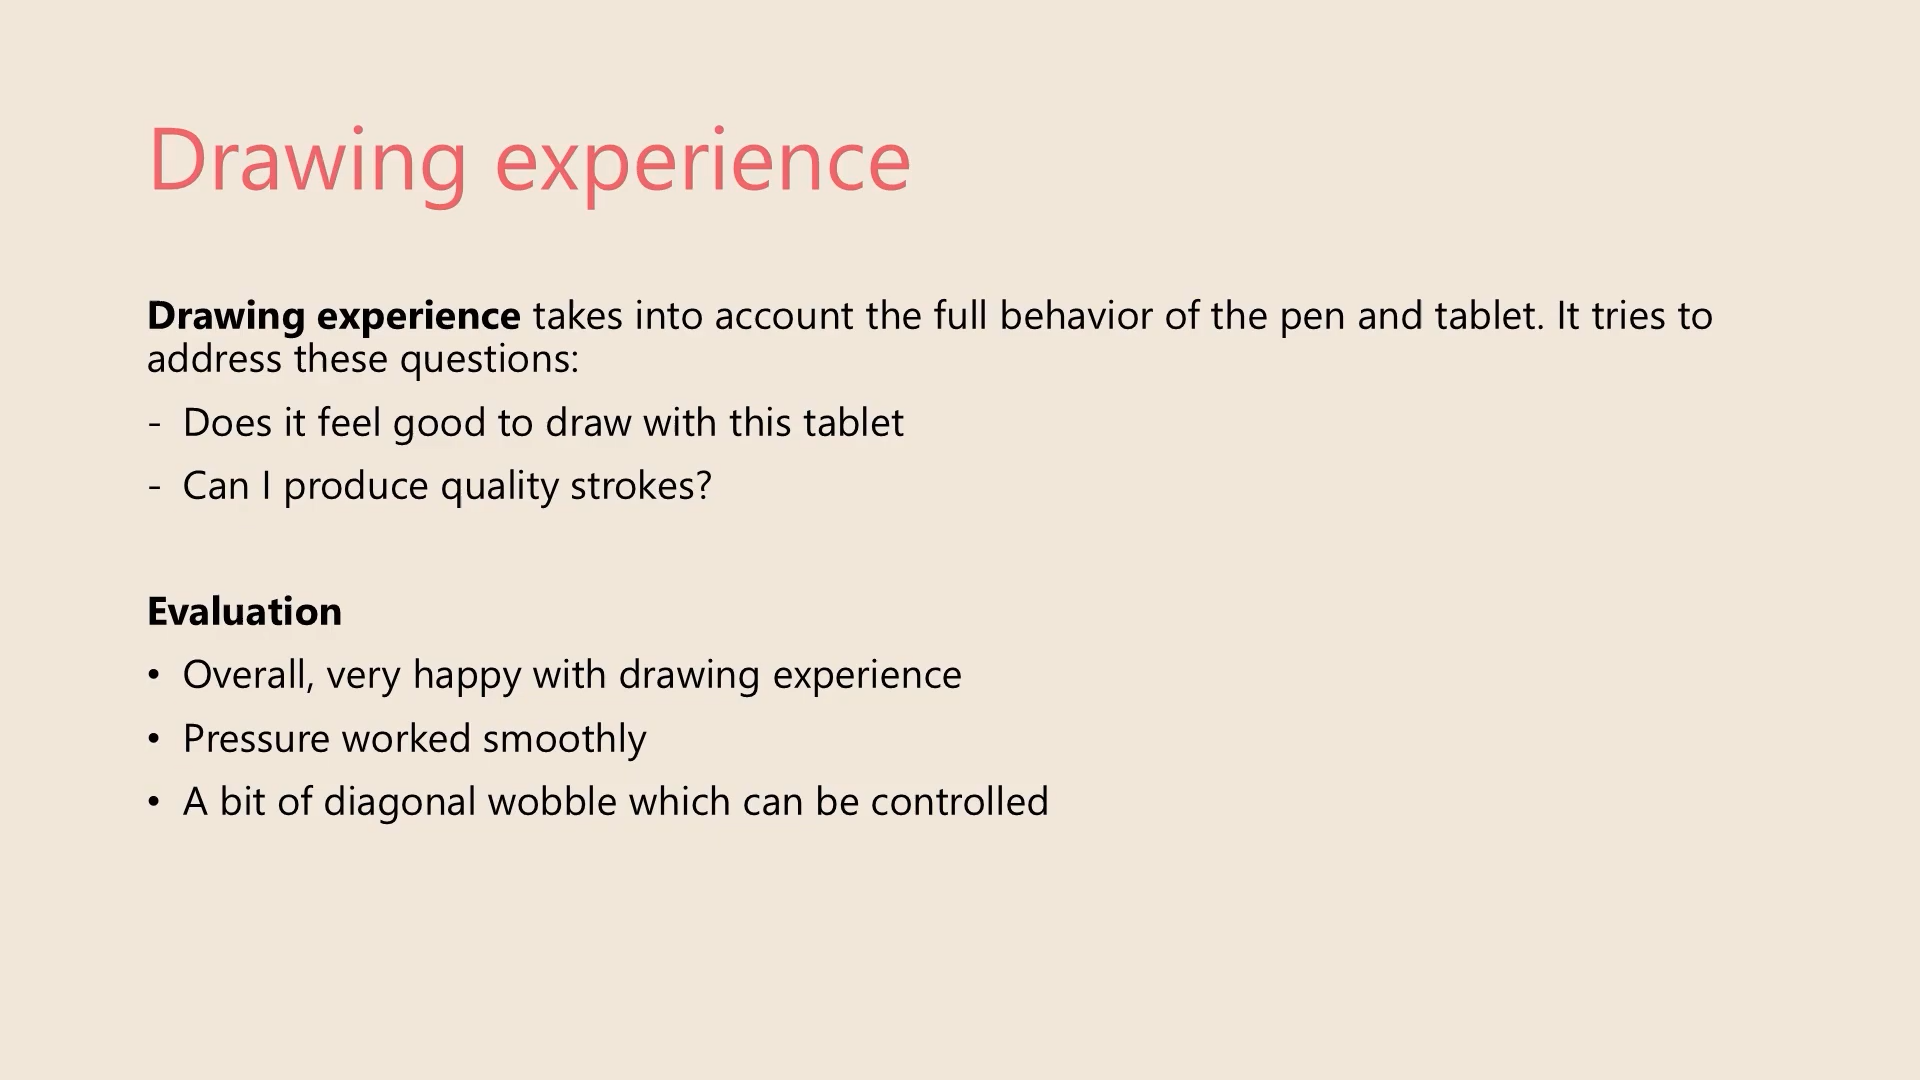 Drawing experience
Drawing experience takes into account the full behavior of the pen and tablet. It tries to
address these questions:
- Does it feel good to draw with this tablet
- Can I produce quality strokes?
Evaluation
• Overall, very happy with drawing experience
• Pressure worked smoothly
• A bit of diagonal wobble which can be controlled